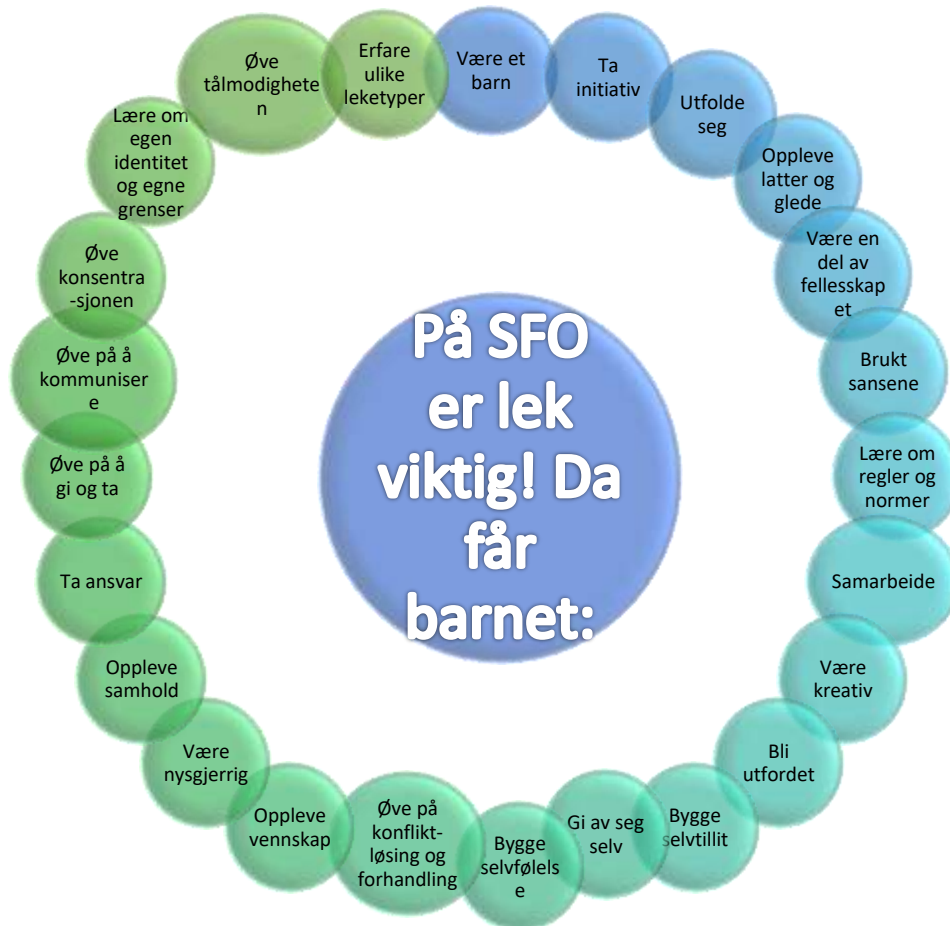 På SFO
er lek
viktig! Da
får
barnet:
Være et
barn
Ta
initiativ
Utfolde
seg
Oppleve
latter og
glede
Være en
del av
fellesskap
et
Brukt
sansene
Lære om
regler og
normer
Samarbeide
Være
kreativ
Bli
utfordet
Bygge
selvtillit
Gi av seg
selv
Bygge
selvfølels
e
Øve på
konflikt-
løsing og
forhandling
Oppleve
vennskap
Være
nysgjerrig
Oppleve
samhold
Ta ansvar
Øve på å
gi og ta
Øve på å
kommuniser
e
Øve
konsentra
-sjonen
Lære om
egen
identitet
og egne
grenser
Øve
tålmodighete
n
Erfare
ulike
leketyper